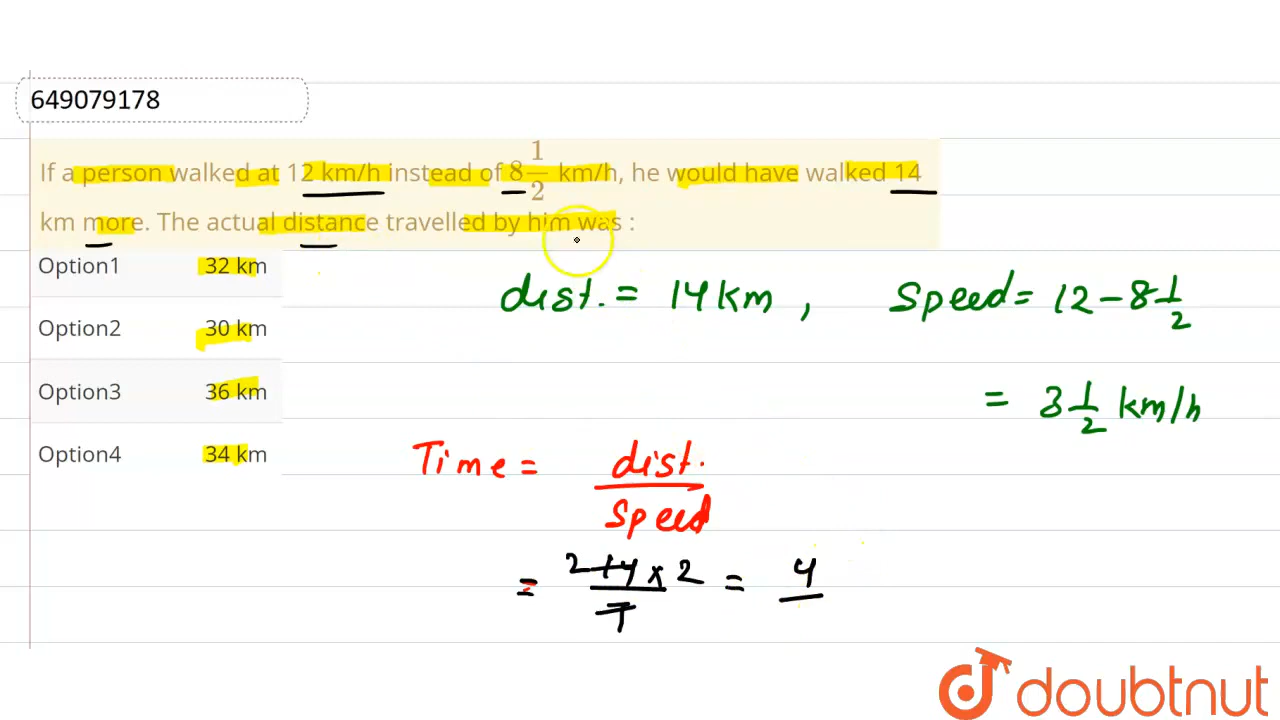 649079178
If a person walked at 12 km/h instead of 8 1/2 km/h, he would have walked 14
km more. The actual distance travelled by him was :
Option1 32 km
Option2 30 km
Option3 36 km
Option4 34 km
dist. = 14 km , Speed = 12 - 8 1/2
= 3 1/2 km/h
Time = dist. / Speed
= 2 14 x 2 / 7 = 4
doubtnut